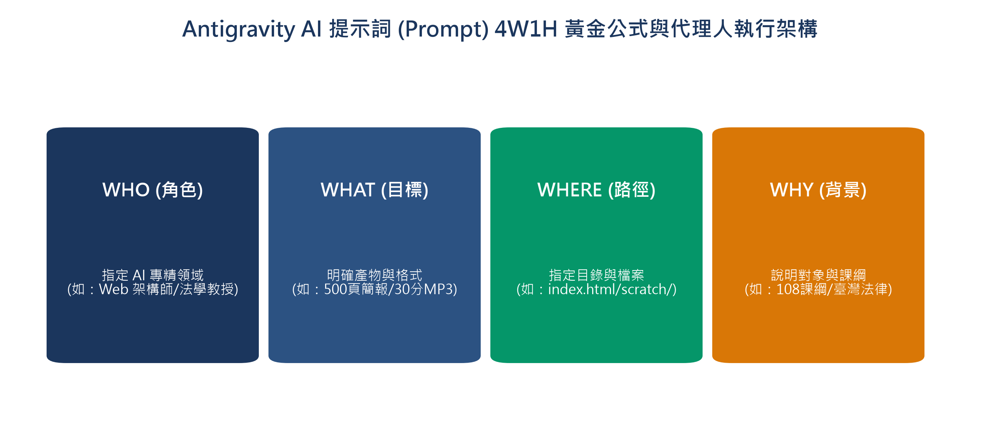 Antigravity AI 提示詞 (Prompt) 4W1H 黃金公式與代理人執行架構
WHO (角色)
指定 AI 專精領域
(如：Web 架構師/法學教授)
WHAT (目標)
明確產物與格式
(如：500頁簡報/30分MP3)
WHERE (路徑)
指定目錄與檔案
(如：index.html/scratch/)
WHY (背景)
說明對象與課綱
(如：108課綱/臺灣法律)